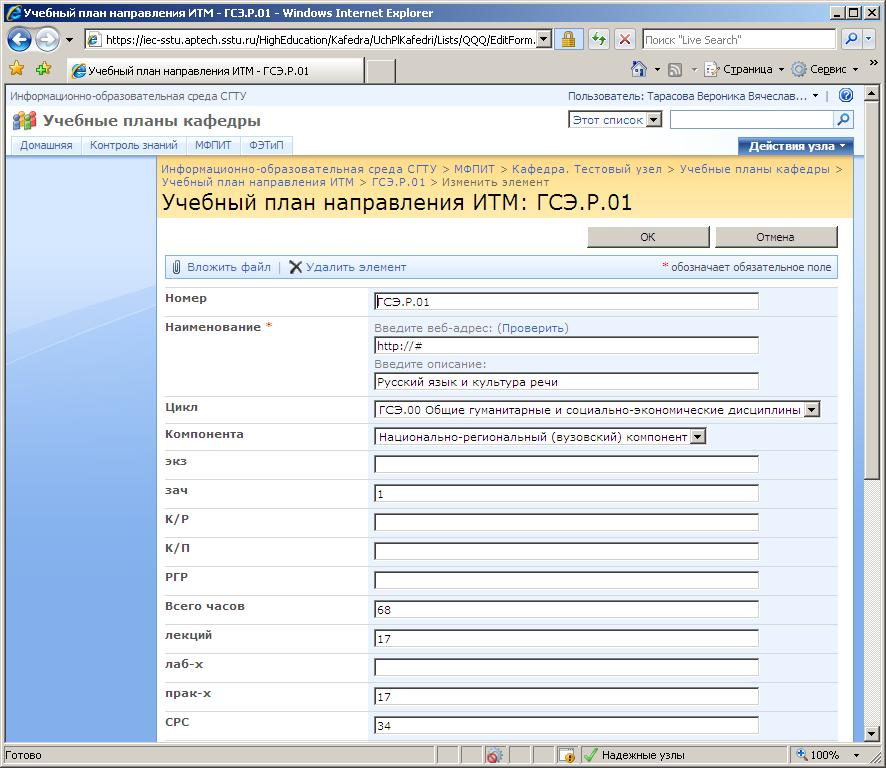 Учебный план направления ИТМ - ГСЭ.Р.01 - Windows Internet Explorer
https://iec-sstu.aptech.sstu.ru/HighEducation/Kafedra/UchPlKafedri/Lists/QQQ/EditForm.
Поиск "Live Search"
Учебный план направления ИТМ - ГСЭ.Р.01
Страница
Сервис
Информационно-образовательная среда СГТУ
Пользователь: Тарасова Вероника Вячеслав...
Учебные планы кафедры
Этот список
Домашняя
Контроль знаний
МФПИТ
ФЭТиП
Действия узла
Информационно-образовательная среда СГТУ > МФПИТ > Кафедра. Тестовый узел > Учебные планы кафедры >
Учебный план направления ИТМ > ГСЭ.Р.01 > Изменить элемент
Учебный план направления ИТМ: ГСЭ.Р.01
ОК
Отмена
Вложить файл | Удалить элемент
* обозначает обязательное поле
Номер
ГСЭ.Р.01
Наименование *
Введите веб-адрес: (Проверить)
http://#
Введите описание:
Русский язык и культура речи
Цикл
ГСЭ.00 Общие гуманитарные и социально-экономические дисциплины
Компонента
Национально-региональный (вузовский) компонент
экз
зач
1
К/Р
К/П
РГР
Всего часов
68
лекций
17
лаб-х
прак-х
17
СРС
34
Готово
Надежные узлы
100%